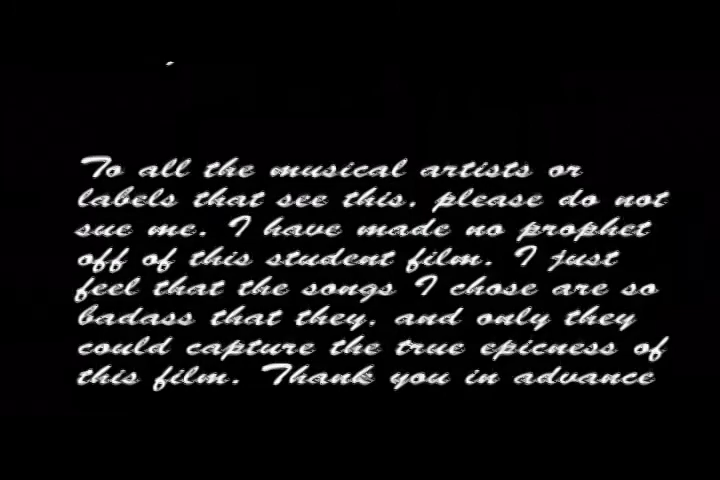 To all the musical artists or
labels that see this, please do not
sue me. I have made no prophet
off of this student film. I just
feel that the songs I chose are so
badass that they, and only they
could capture the true epicness of
this film. Thank you in advance